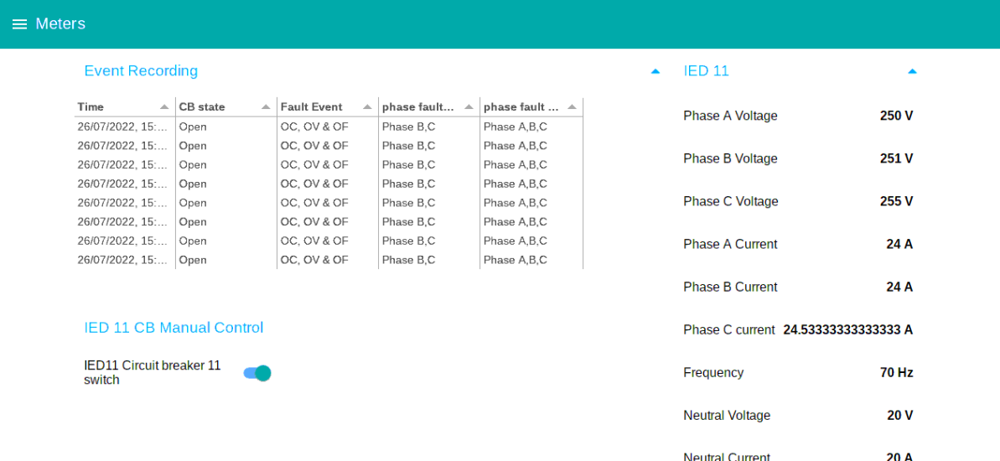 Meters
Event Recording
Time CB state Fault Event phase fault… phase fault …
26/07/2022, 15:… Open OC, OV & OF Phase B,C Phase A,B,C
26/07/2022, 15:… Open OC, OV & OF Phase B,C Phase A,B,C
26/07/2022, 15:… Open OC, OV & OF Phase B,C Phase A,B,C
26/07/2022, 15:… Open OC, OV & OF Phase B,C Phase A,B,C
26/07/2022, 15:… Open OC, OV & OF Phase B,C Phase A,B,C
26/07/2022, 15:… Open OC, OV & OF Phase B,C Phase A,B,C
26/07/2022, 15:… Open OC, OV & OF Phase B,C Phase A,B,C
26/07/2022, 15:… Open OC, OV & OF Phase B,C Phase A,B,C
IED 11 CB Manual Control
IED11 Circuit breaker 11
switch
IED 11
Phase A Voltage 250 V
Phase B Voltage 251 V
Phase C Voltage 255 V
Phase A Current 24 A
Phase B Current 24 A
Phase C current 24.53333333333333 A
Frequency 70 Hz
Neutral Voltage 20 V
Neutral Current 20 A